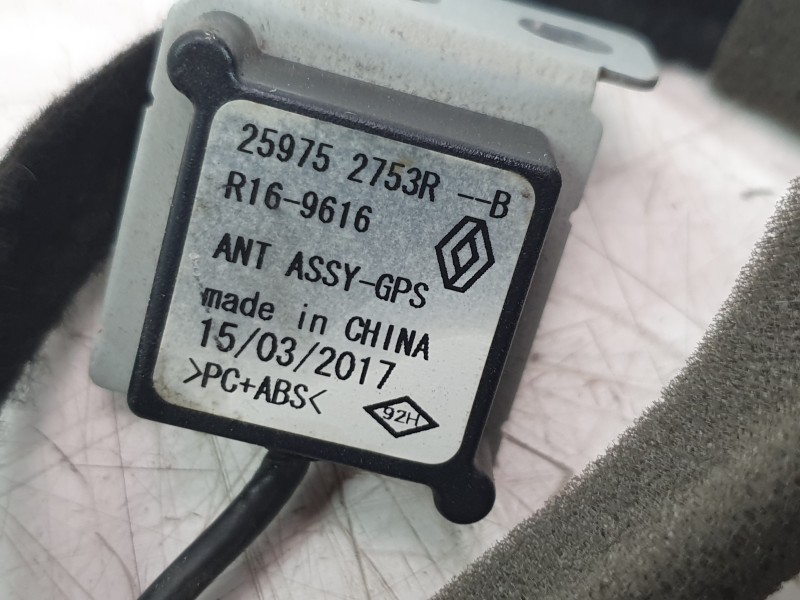 25975 2753R --B
R16-9616
ANT ASSY-GPS
made in CHINA
15/03/2017
>PC+ABS<
92H